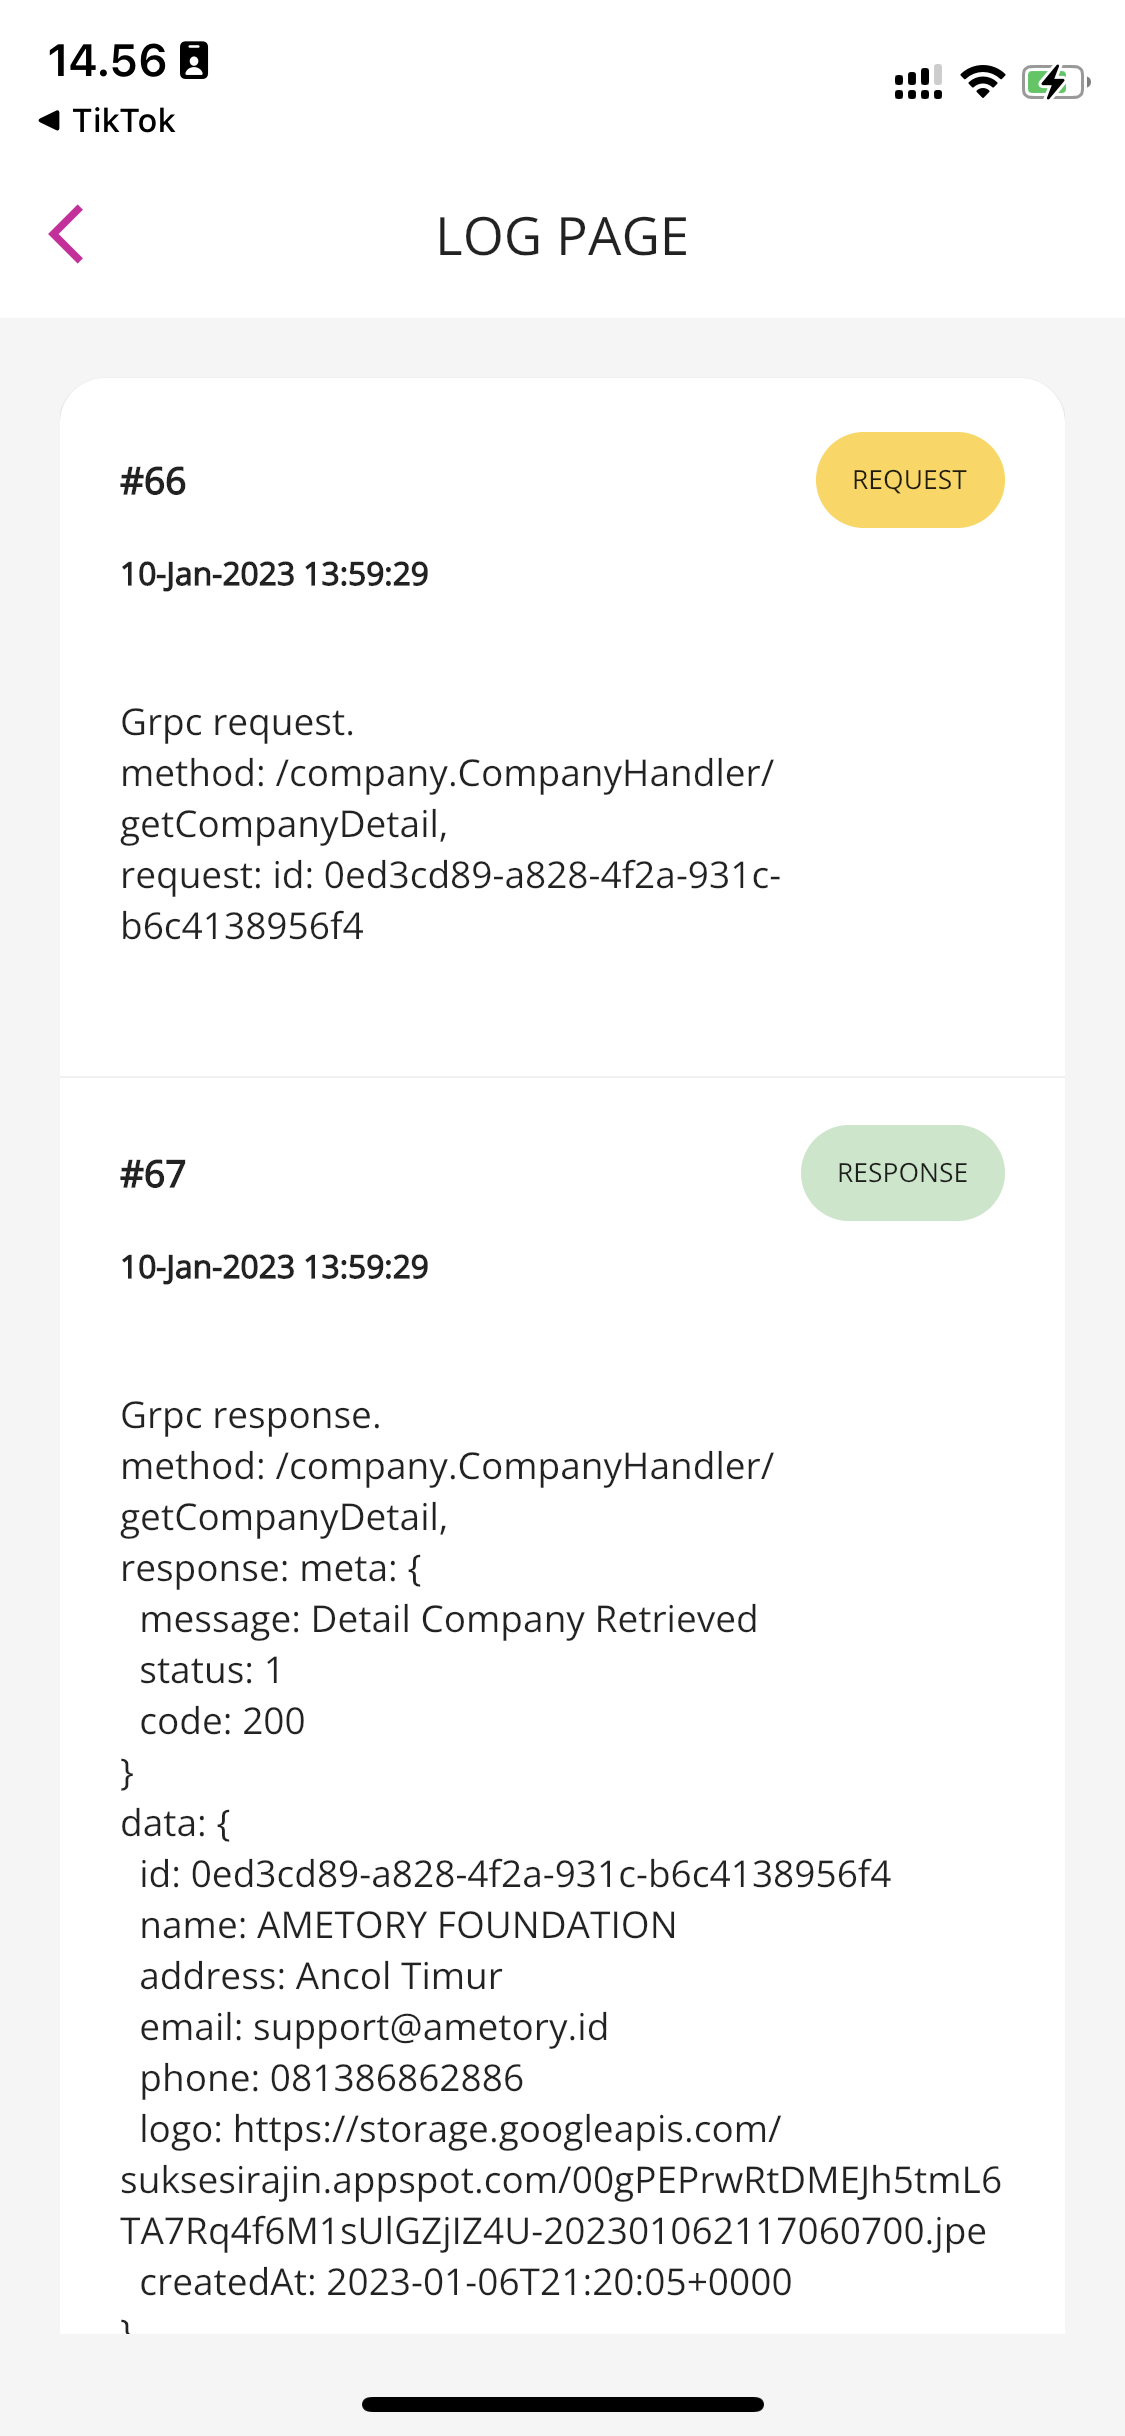 14.56
TikTok
LOG PAGE
#66
REQUEST
10-Jan-2023 13:59:29
Grpc request.
method: /company.CompanyHandler/
getCompanyDetail,
request: id: 0ed3cd89-a828-4f2a-931c-
b6c4138956f4
#67
RESPONSE
10-Jan-2023 13:59:29
Grpc response.
method: /company.CompanyHandler/
getCompanyDetail,
response: meta: {
  message: Detail Company Retrieved
  status: 1
  code: 200
}
data: {
  id: 0ed3cd89-a828-4f2a-931c-b6c4138956f4
  name: AMETORY FOUNDATION
  address: Ancol Timur
  email: support@ametory.id
  phone: 081386862886
  logo: https://storage.googleapis.com/
suksesirajin.appspot.com/00gPEPrwRtDMEJh5tmL6
TA7Rq4f6M1sUlGZjIZ4U-202301062117060700.jpe
  createdAt: 2023-01-06T21:20:05+0000
}